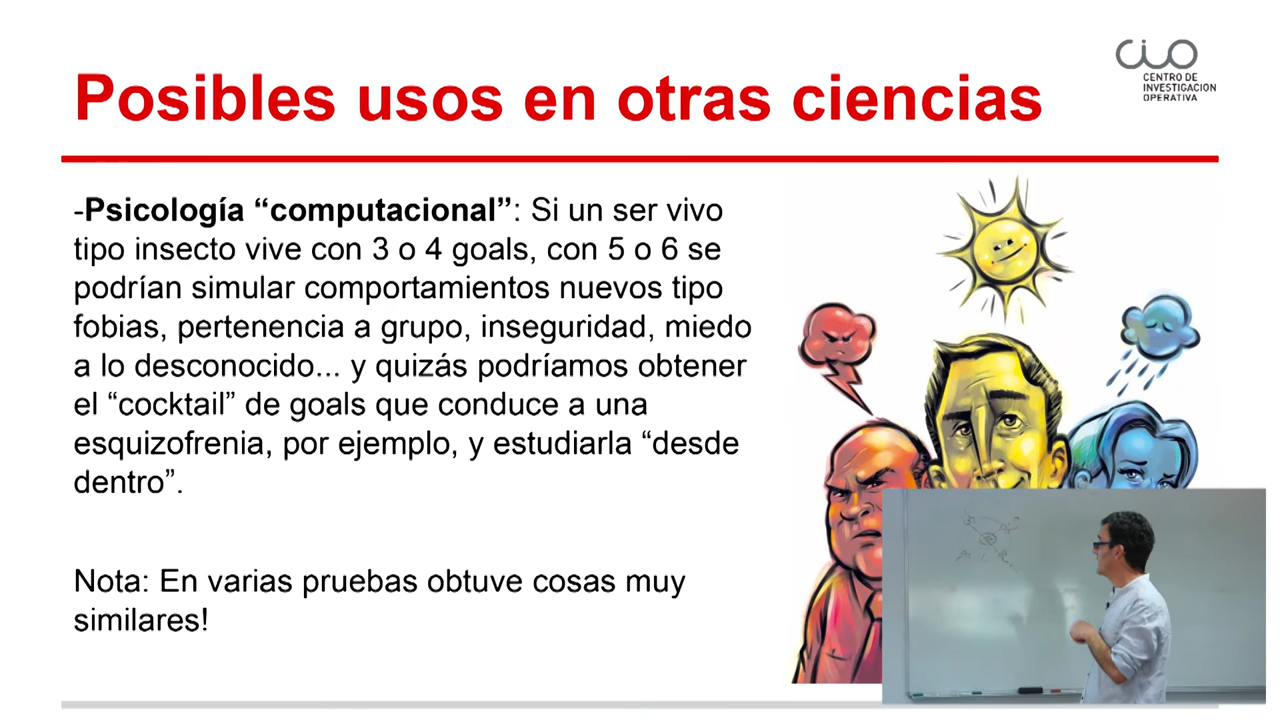 Posibles usos en otras ciencias
CIO
CENTRO DE
INVESTIGACION
OPERATIVA
-Psicología “computacional”: Si un ser vivo
tipo insecto vive con 3 o 4 goals, con 5 o 6 se
podrían simular comportamientos nuevos tipo
fobias, pertenencia a grupo, inseguridad, miedo
a lo desconocido... y quizás podríamos obtener
el “cocktail” de goals que conduce a una
esquizofrenia, por ejemplo, y estudiarla “desde
dentro”.
Nota: En varias pruebas obtuve cosas muy
similares!